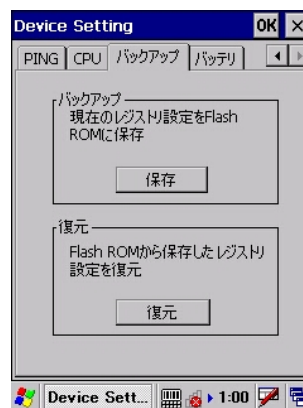 Device Setting OK
PING CPU バックアップ バッテリ
バックアップ
現在のレジストリ設定をFlash
ROMに保存
保存
復元
Flash ROMから保存したレジストリ
設定を復元
復元
Device Sett... 1:00